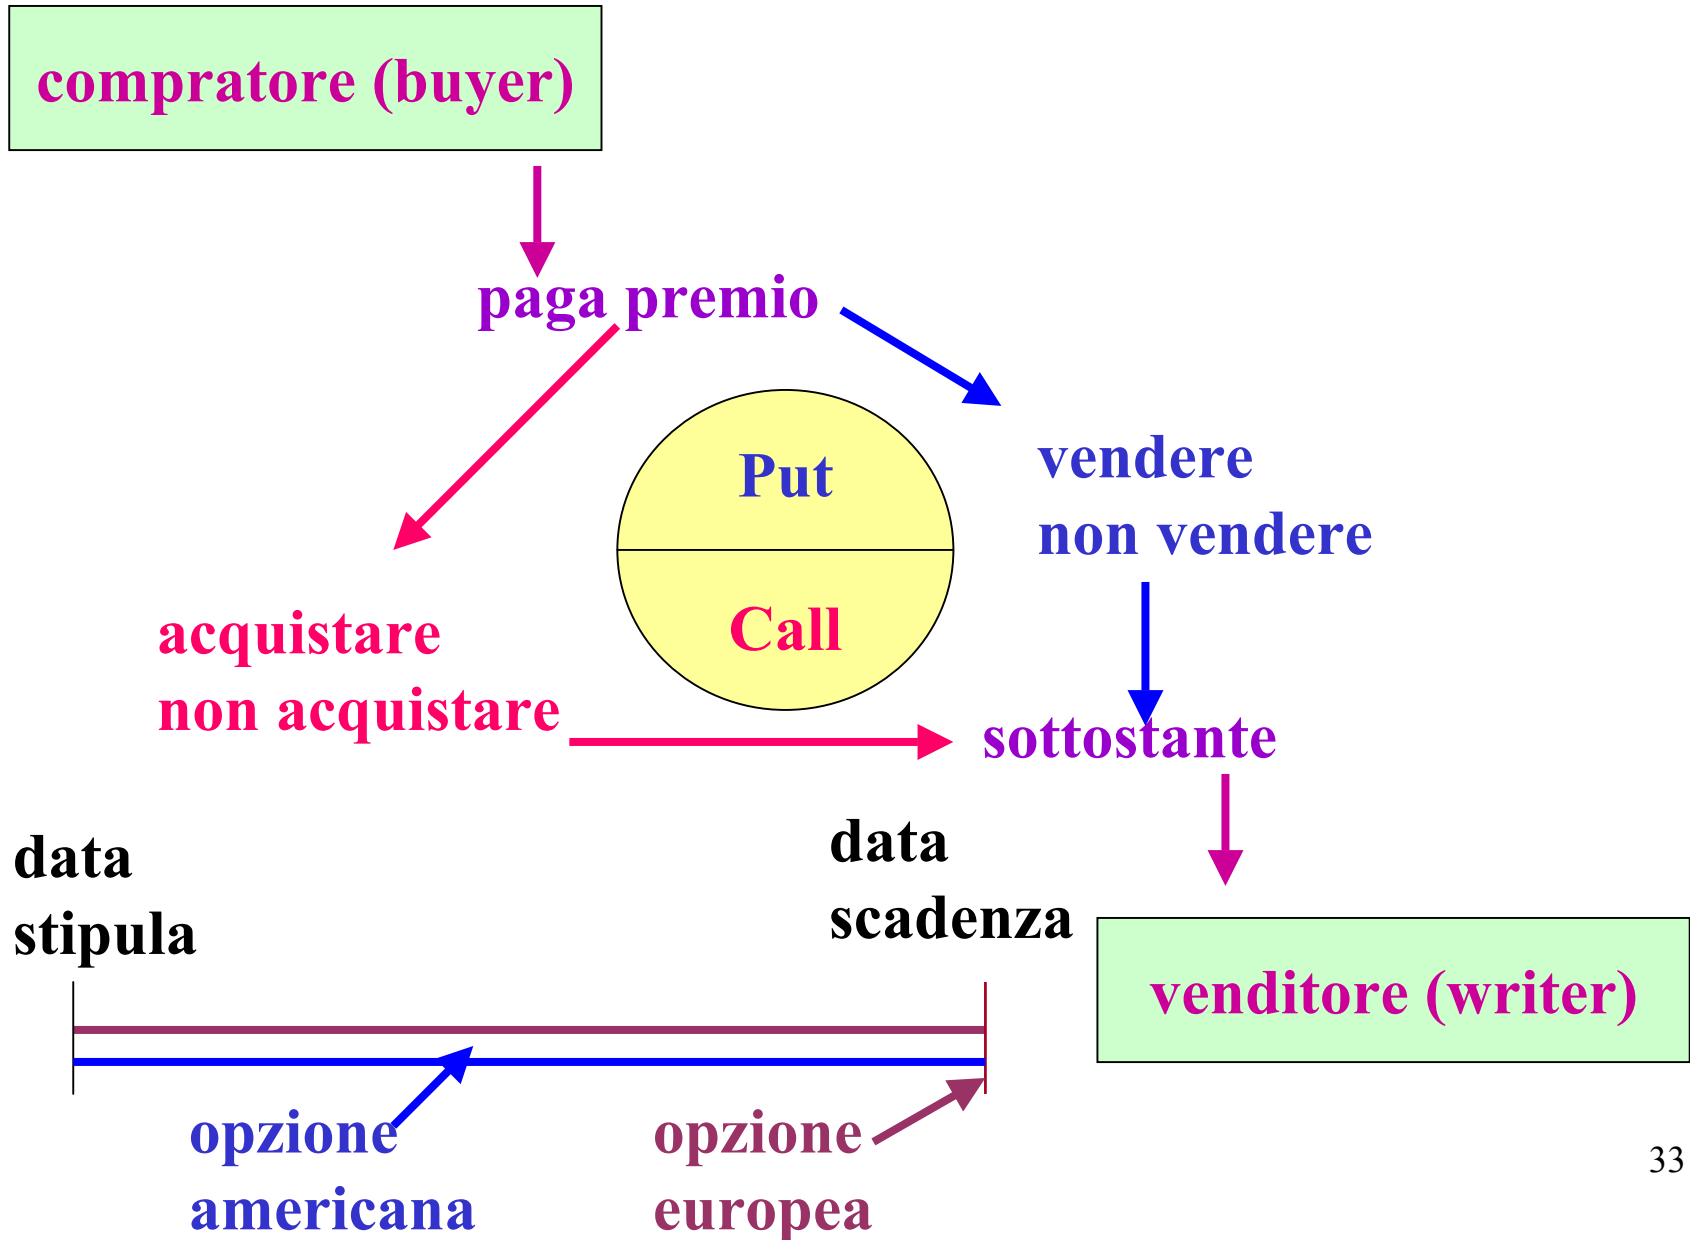 compratore (buyer)
paga premio
Put
vendere
non vendere
Call
acquistare
non acquistare
sottostante
data
stipula
data
scadenza
venditore (writer)
opzione
americana
opzione
europea
33